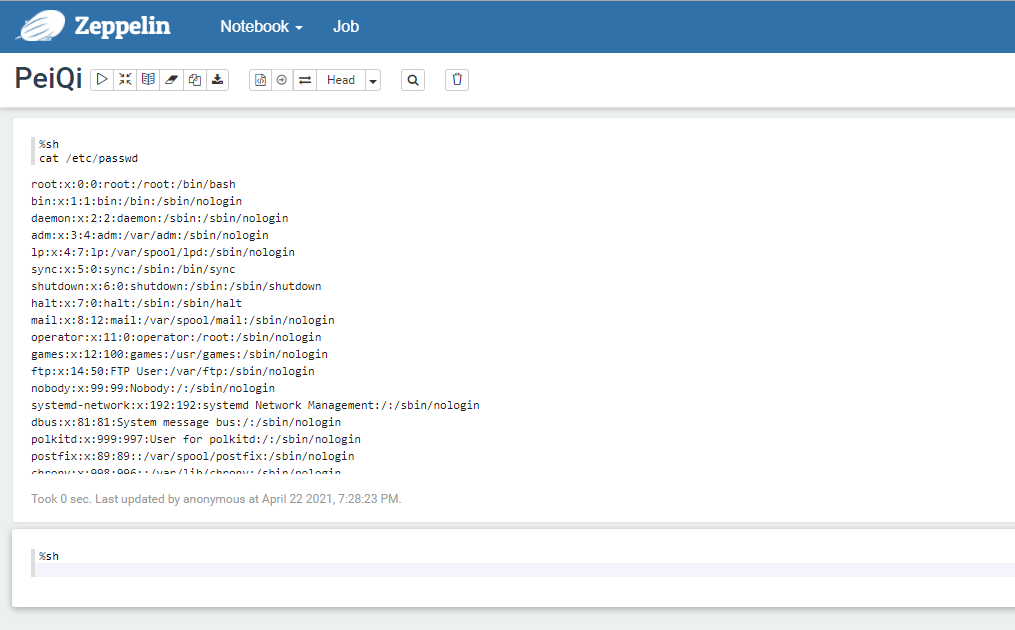 Zeppelin Notebook Job
PeiQi Head
%sh
cat /etc/passwd
root:x:0:0:root:/root:/bin/bash
bin:x:1:1:bin:/bin:/sbin/nologin
daemon:x:2:2:daemon:/sbin:/sbin/nologin
adm:x:3:4:adm:/var/adm:/sbin/nologin
lp:x:4:7:lp:/var/spool/lpd:/sbin/nologin
sync:x:5:0:sync:/sbin:/bin/sync
shutdown:x:6:0:shutdown:/sbin:/sbin/shutdown
halt:x:7:0:halt:/sbin:/sbin/halt
mail:x:8:12:mail:/var/spool/mail:/sbin/nologin
operator:x:11:0:operator:/root:/sbin/nologin
games:x:12:100:games:/usr/games:/sbin/nologin
ftp:x:14:50:FTP User:/var/ftp:/sbin/nologin
nobody:x:99:99:Nobody:/:/sbin/nologin
systemd-network:x:192:192:systemd Network Management:/:/sbin/nologin
dbus:x:81:81:System message bus:/:/sbin/nologin
polkitd:x:999:997:User for polkitd:/:/sbin/nologin
postfix:x:89:89::/var/spool/postfix:/sbin/nologin
chrony:x:998:996::/var/lib/chrony:/sbin/nologin
Took 0 sec. Last updated by anonymous at April 22 2021, 7:28:23 PM.
%sh